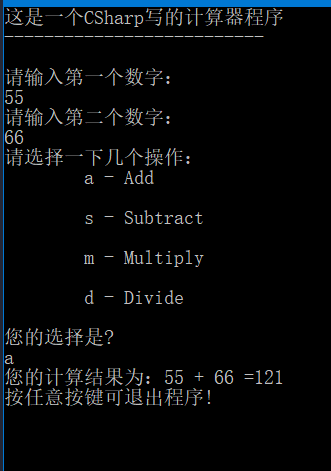 这是一个CSharp写的计算器程序
--------------------------
请输入第一个数字:
55
请输入第二个数字:
66
请选择一下几个操作:
a - Add
s - Subtract
m - Multiply
d - Divide
您的选择是?
a
您的计算结果为: 55 + 66 =121
按任意按键可退出程序!